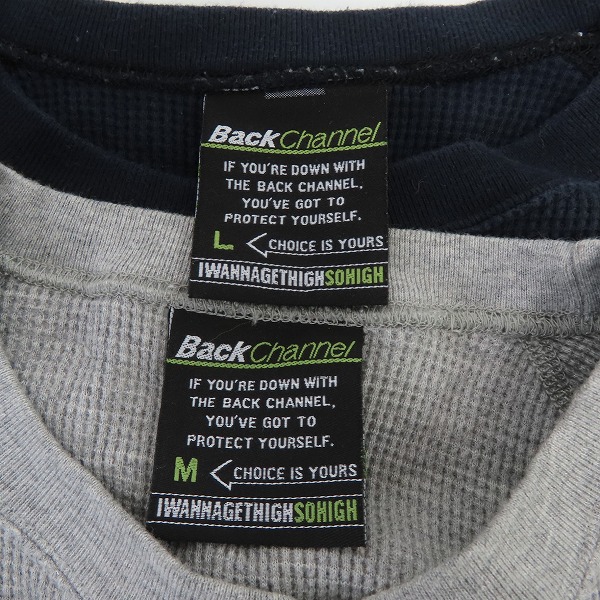 Back Channel
IF YOU'RE DOWN WITH
THE BACK CHANNEL,
YOU'VE GOT TO
PROTECT YOURSELF.
L CHOICE IS YOURS
IWANNAGETHIGHSOHIGH
Back Channel
IF YOU'RE DOWN WITH
THE BACK CHANNEL,
YOU'VE GOT TO
PROTECT YOURSELF.
M CHOICE IS YOURS
IWANNAGETHIGHSOHIGH